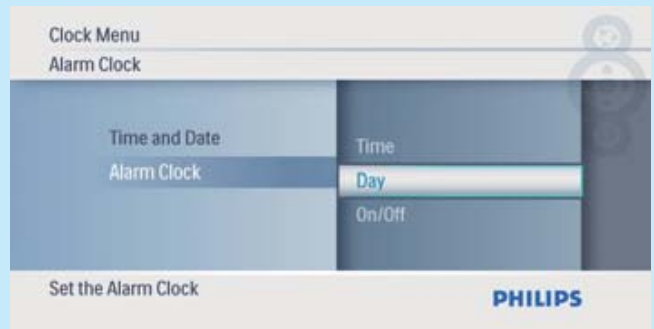 Clock Menu
Alarm Clock
Time and Date
Alarm Clock
Time
Day
On/Off
Set the Alarm Clock
PHILIPS